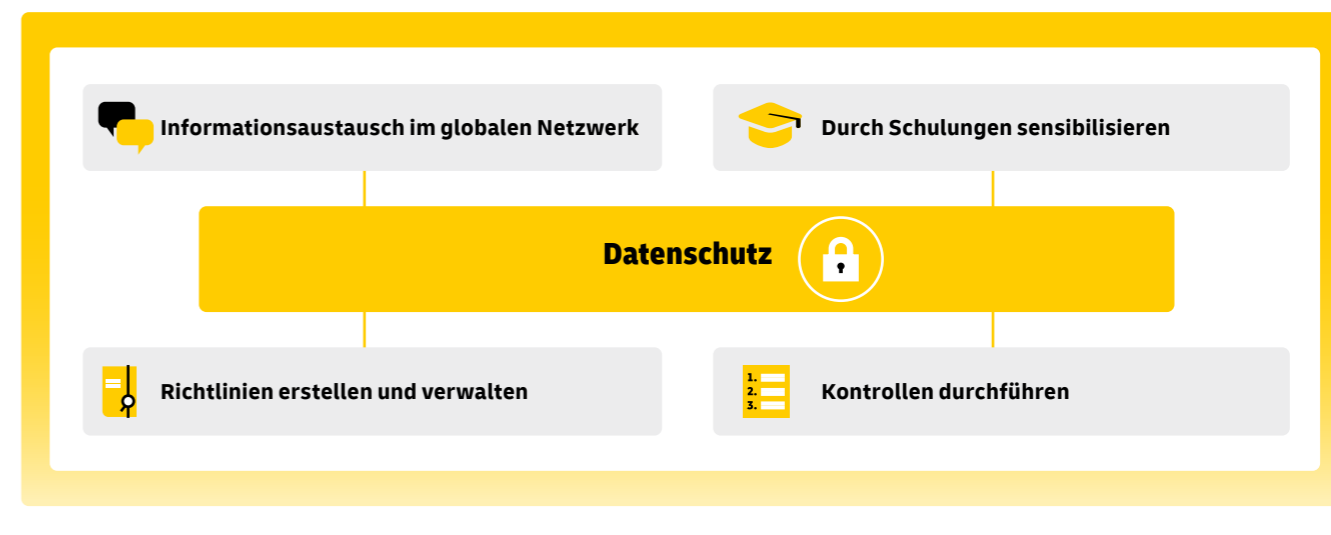 Informationsaustausch im globalen Netzwerk
Durch Schulungen sensibilisieren
Datenschutz
Richtlinien erstellen und verwalten
1.
2.
3.
Kontrollen durchführen